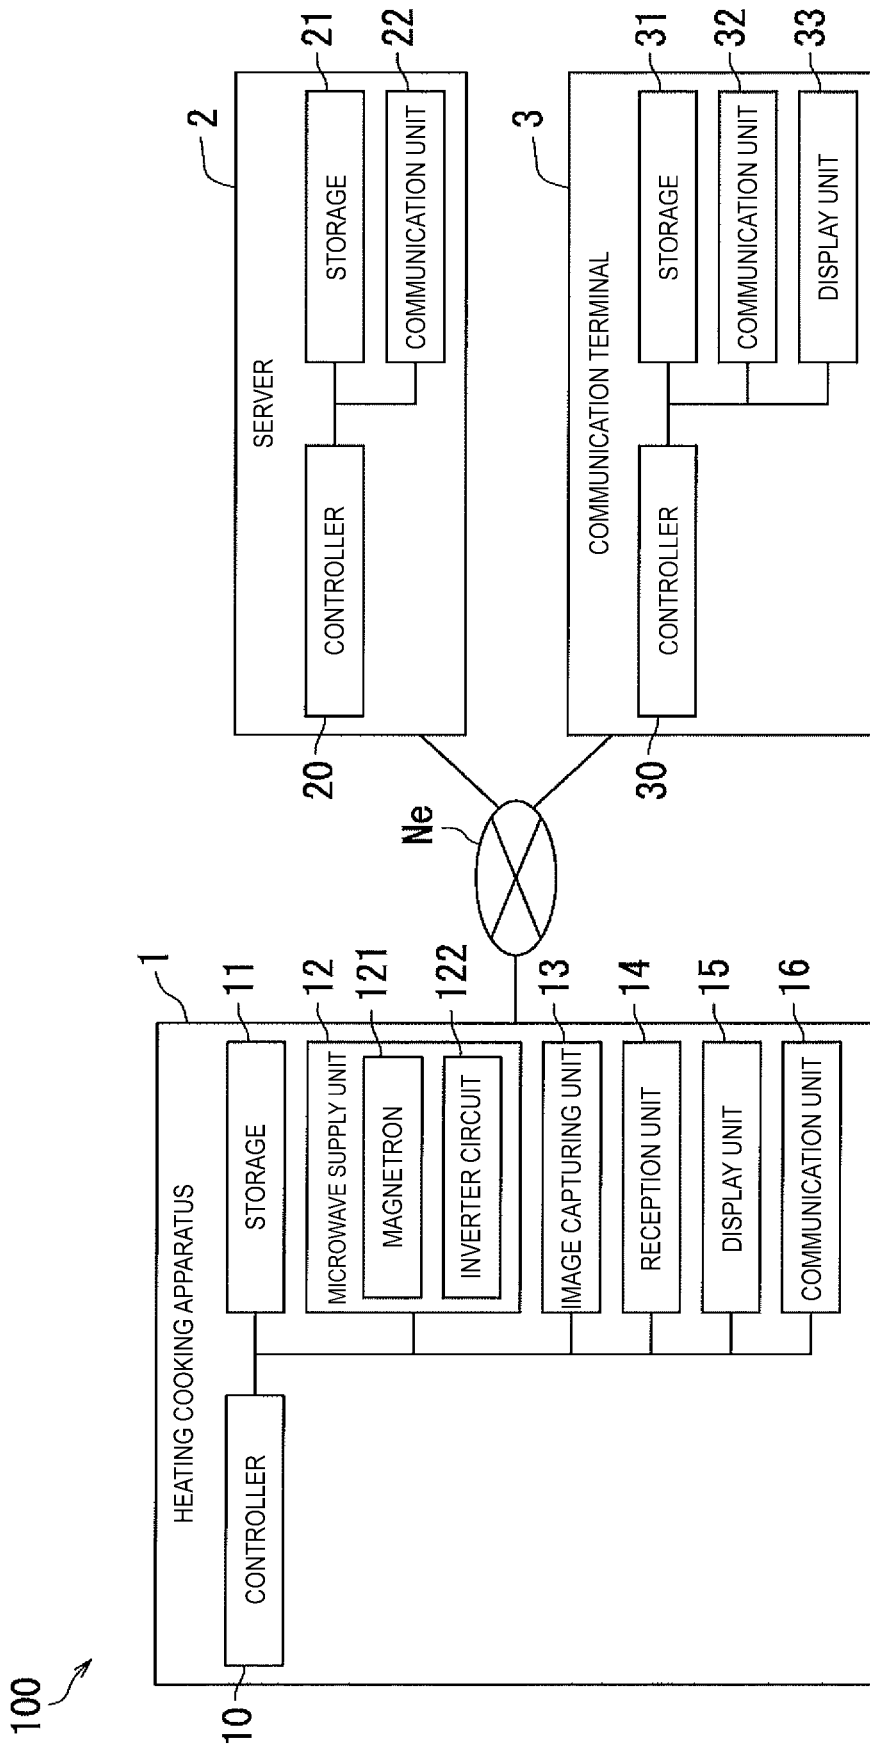 100
1
HEATING COOKING APPARATUS
10
CONTROLLER
11
STORAGE
12
MICROWAVE SUPPLY UNIT
121
MAGNETRON
122
INVERTER CIRCUIT
13
IMAGE CAPTURING UNIT
14
RECEPTION UNIT
15
DISPLAY UNIT
16
COMMUNICATION UNIT
Ne
2
SERVER
20
CONTROLLER
21
STORAGE
22
COMMUNICATION UNIT
3
COMMUNICATION TERMINAL
30
CONTROLLER
31
STORAGE
32
COMMUNICATION UNIT
33
DISPLAY UNIT